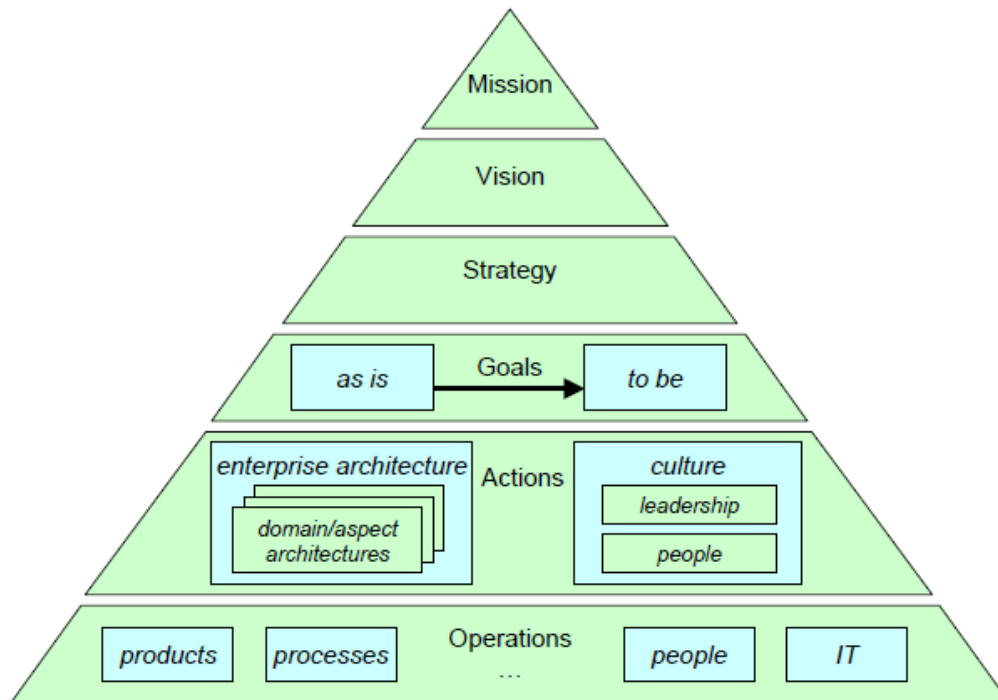 Mission
Vision
Strategy
as is
Goals
to be
enterprise architecture
domain/aspect
architectures
Actions
culture
leadership
people
products
processes
Operations
...
people
IT